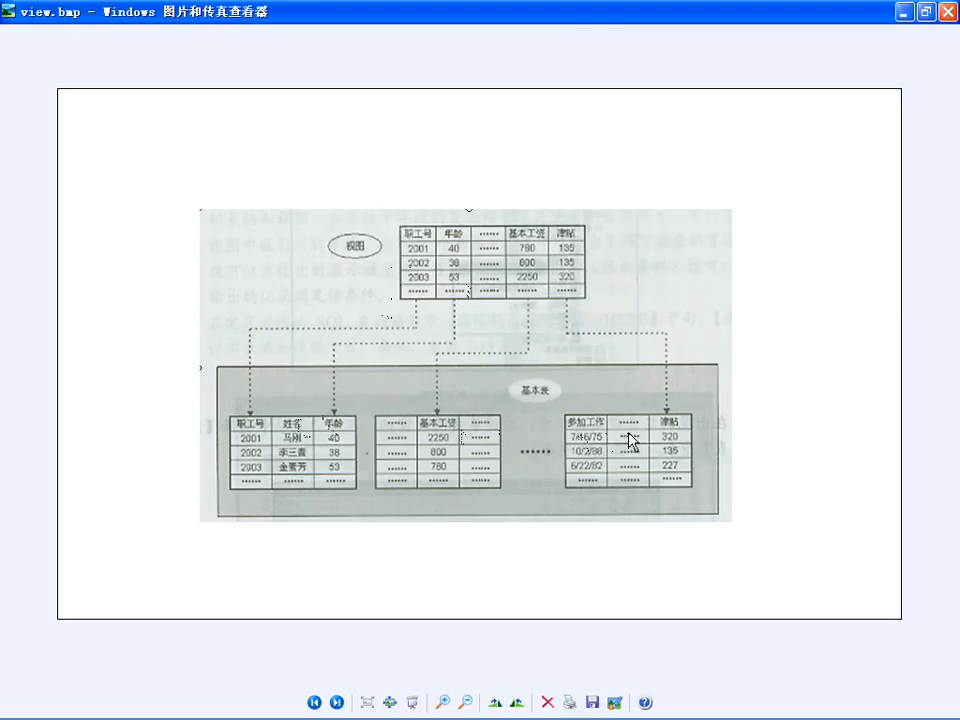 view.bmp - Windows 图片和传真查看器
视图
职工号 年龄 …… 基本工资 津贴
2001 40 …… 780 135
2002 38 …… 800 135
2003 53 …… 2250 320
…… …… …… …… ……
基本表
职工号 姓名 年龄
2001 马刚 40
2002 李三喜 38
2003 金素芳 53
…… …… ……
…… 基本工资 ……
…… 2250 ……
…… 800 ……
…… 780 ……
…… …… ……
……
参加工作 …… 津贴
7/16/75 …… 320
10/2/88 …… 135
6/22/82 …… 227
…… …… ……